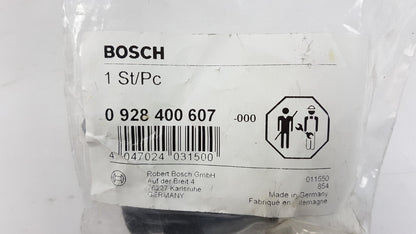 BOSCH
1 St/Pc
0 928 400 607 -000
4 047024 031500
Robert Bosch GmbH
Auf der Breit 4
76227 Karlsruhe
GERMANY
011550
854
Made in Germany
Fabriqué en Allemagne